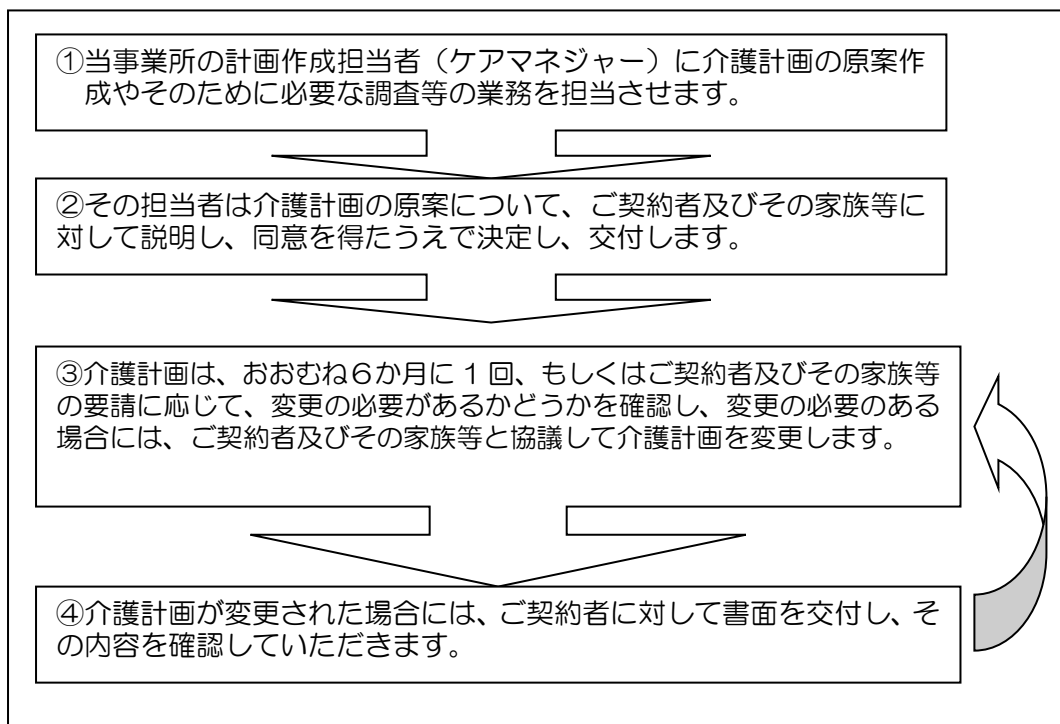 ①当事業所の計画作成担当者（ケアマネジャー）に介護計画の原案作
成やそのために必要な調査等の業務を担当させます。
②その担当者は介護計画の原案について、ご契約者及びその家族等に
対して説明し、同意を得たうえで決定し、交付します。
③介護計画は、おおむね６か月に１回、もしくはご契約者及びその家族等
の要請に応じて、変更の必要があるかどうかを確認し、変更の必要のある
場合には、ご契約者及びその家族等と協議して介護計画を変更します。
④介護計画が変更された場合には、ご契約者に対して書面を交付し、そ
の内容を確認していただきます。